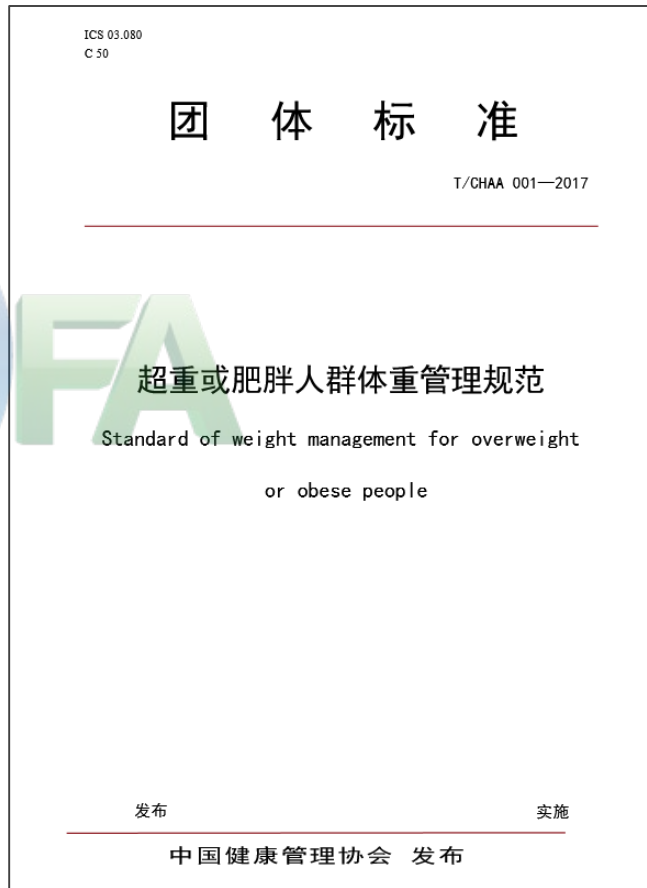 ICS 03.080
C 50
团 体 标 准
T/CHAA 001—2017
FA
超重或肥胖人群体重管理规范
Standard of weight management for overweight
or obese people
发布 实施
中国健康管理协会 发布